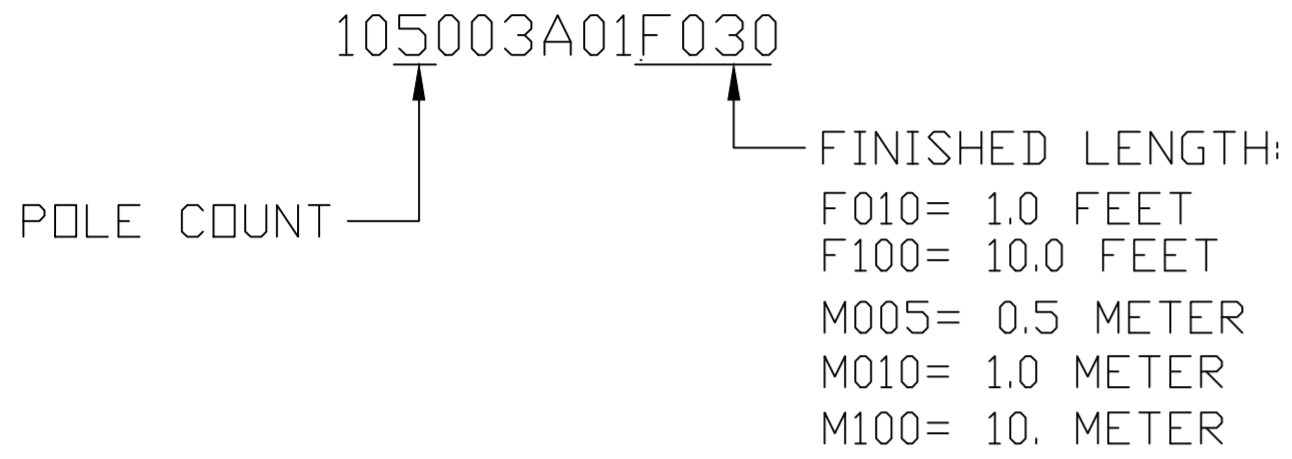 105003A01F030
FINISHED LENGTH:
POLE COUNT
F010= 1.0 FEET
F100= 10.0 FEET
M005= 0.5 METER
M010= 1.0 METER
M100= 10. METER